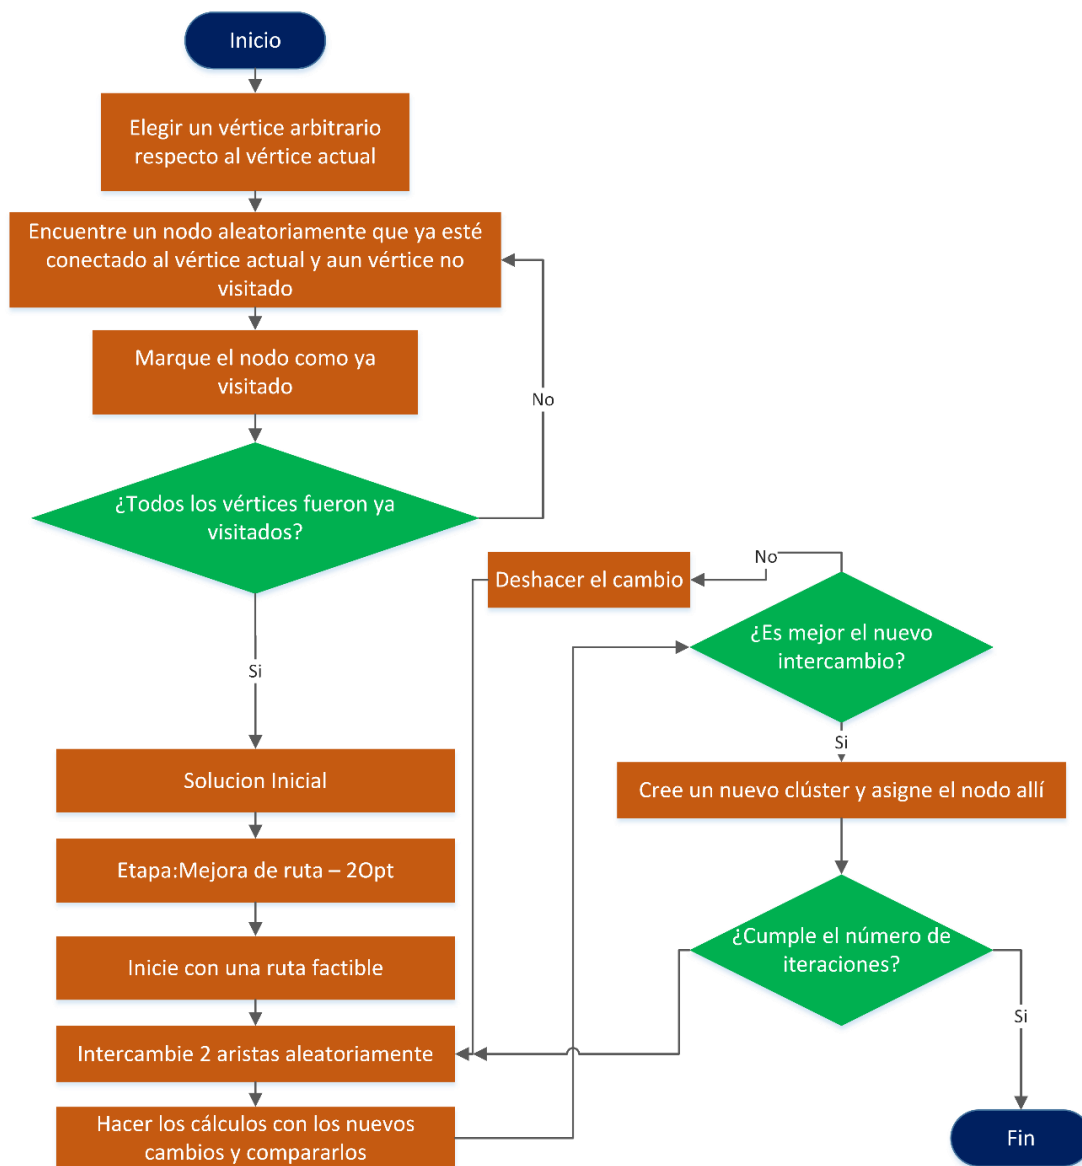 Inicio
Elegir un vértice arbitrario
respecto al vértice actual
Encuentre un nodo aleatoriamente que ya esté
conectado al vértice actual y aun vértice no
visitado
Marque el nodo como ya
visitado
No
¿Todos los vértices fueron ya
visitados?
Si
Solucion Inicial
Etapa:Mejora de ruta – 2Opt
Inicie con una ruta factible
Intercambie 2 aristas aleatoriamente
Hacer los cálculos con los nuevos
cambios y compararlos
No
Deshacer el cambio
¿Es mejor el nuevo
intercambio?
Si
Cree un nuevo clúster y asigne el nodo allí
¿Cumple el número de
iteraciones?
Si
Fin